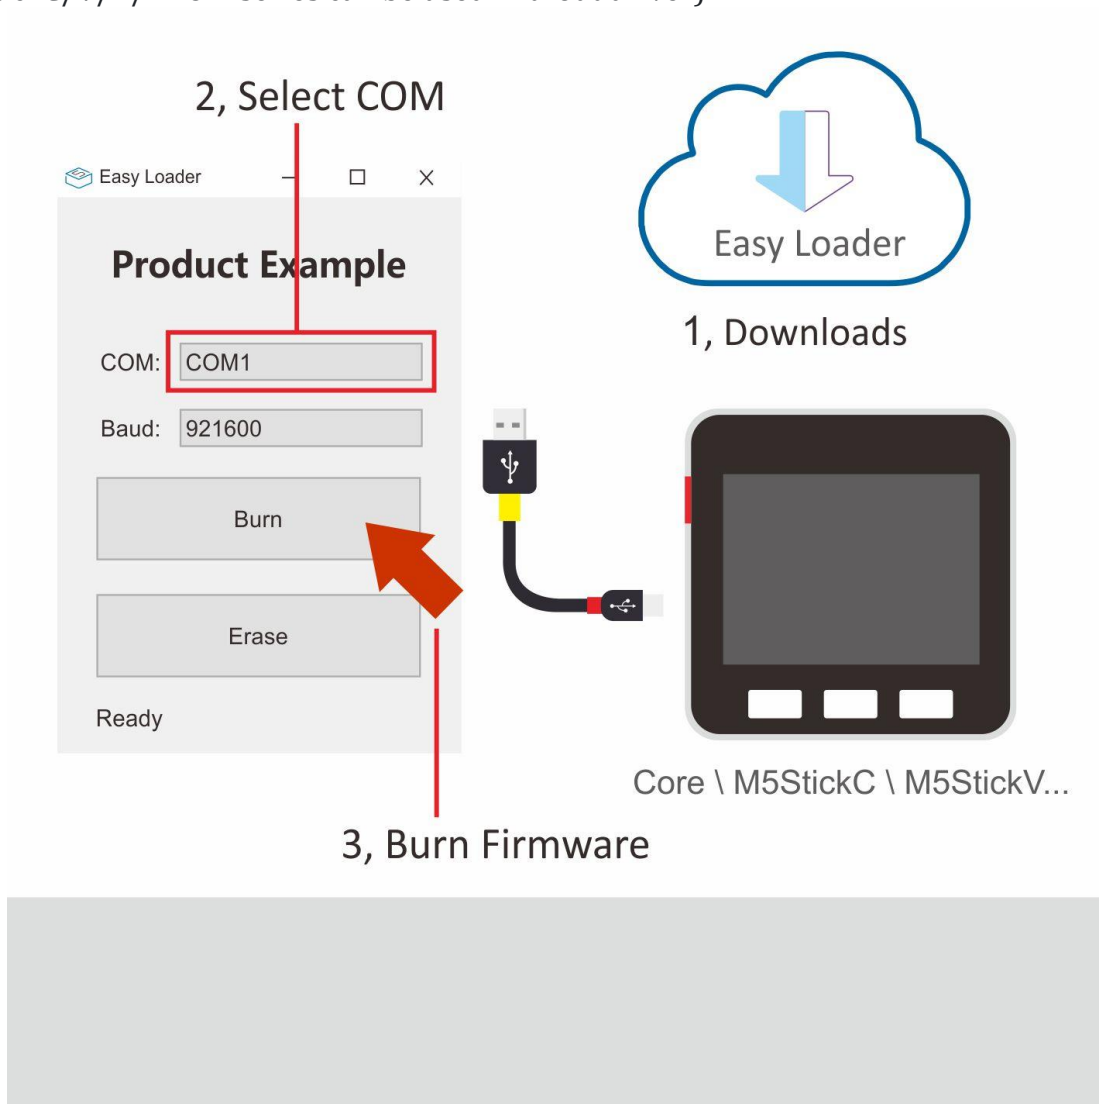 2, Select COM
Easy Loader
Product Example
COM: COM1
Baud: 921600
Burn
Erase
Ready
Easy Loader
1, Downloads
Core \ M5StickC \ M5StickV...
3, Burn Firmware